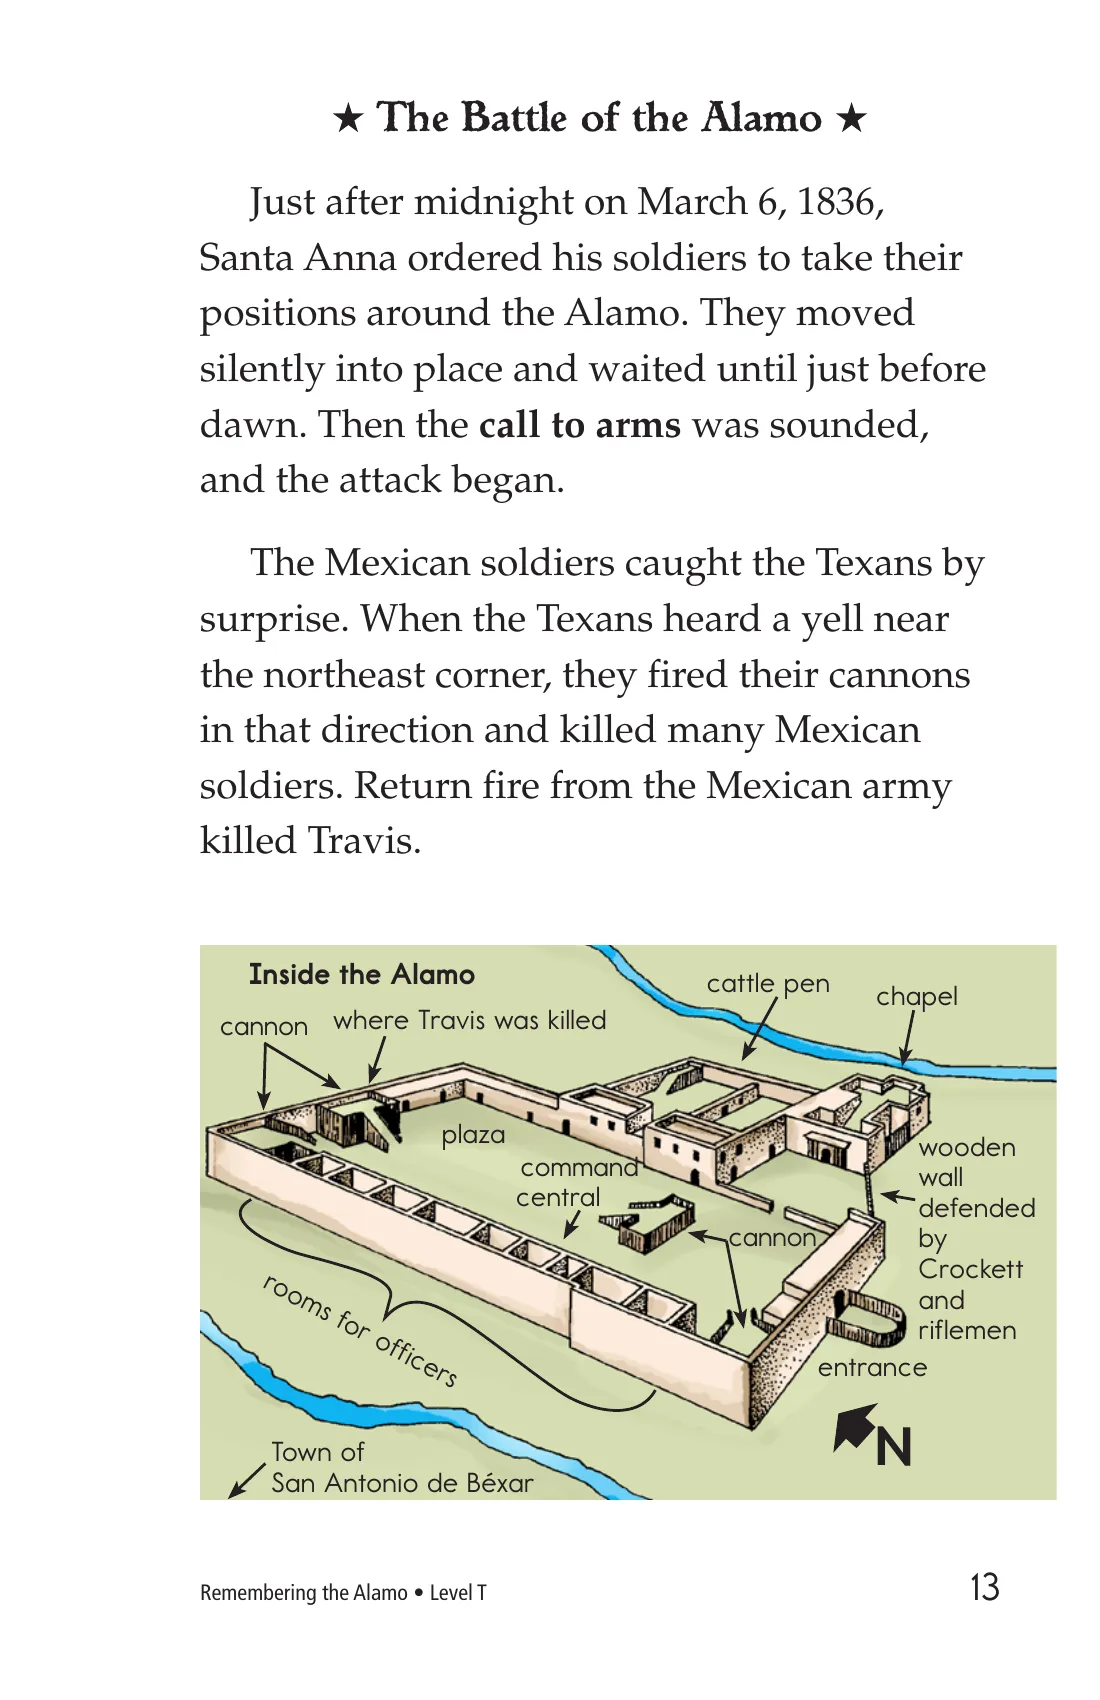 ★ The Battle of the Alamo ★
Just after midnight on March 6, 1836,
Santa Anna ordered his soldiers to take their
positions around the Alamo. They moved
silently into place and waited until just before
dawn. Then the call to arms was sounded,
and the attack began.
The Mexican soldiers caught the Texans by
surprise. When the Texans heard a yell near
the northeast corner, they fired their cannons
in that direction and killed many Mexican
soldiers. Return fire from the Mexican army
killed Travis.
Inside the Alamo
cannon
where Travis was killed
cattle pen
chapel
plaza
command
central
cannon
wooden
wall
defended
by
Crockett
and
riflemen
rooms for officers
entrance
N
Town of
San Antonio de Béxar
Remembering the Alamo • Level T
13